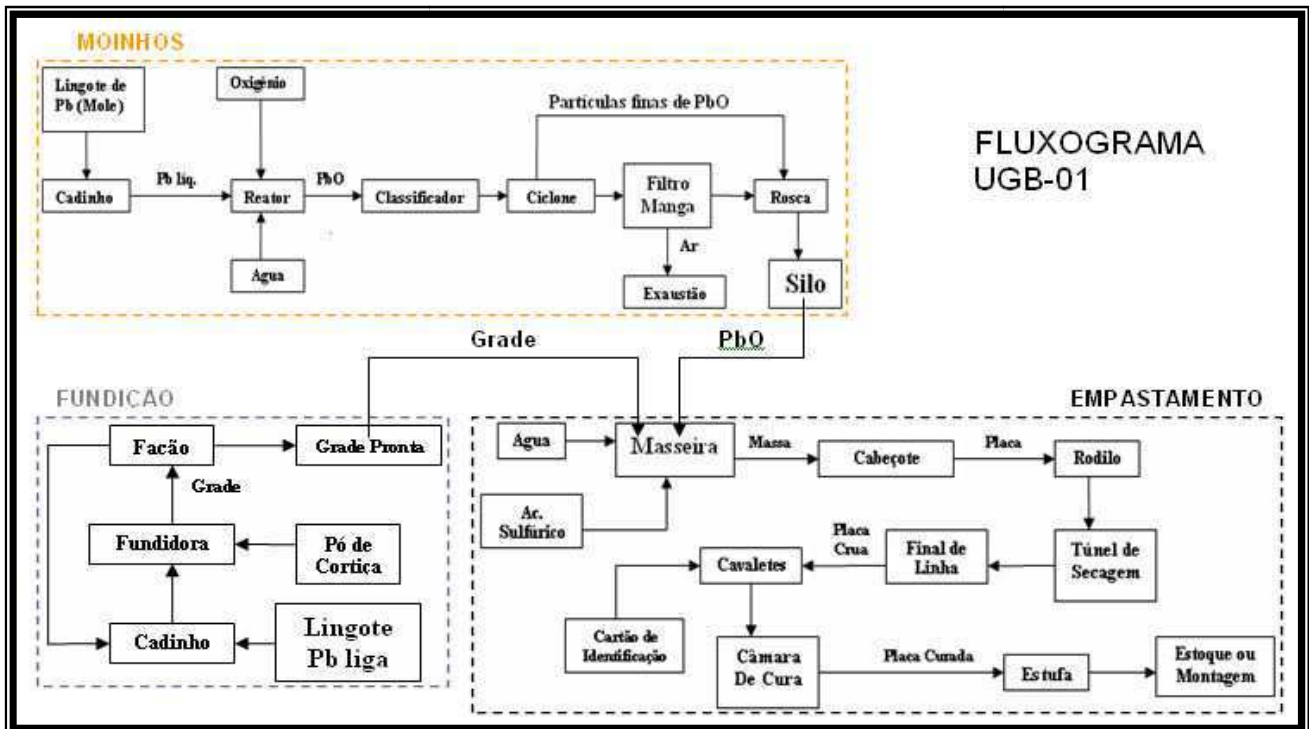 MOINHOS
Lingote de
Pb (Mole)
Oxigênio
Partículas finas de PbO
FLUXOGRAMA
UGB-01
Cadinho
Pb liq.
Reator
PbO
Classificador
Ciclone
Filtro
Manga
Rosca
Agua
Ar
Exaustão
Silo
Grade
PbO
FUNDIÇÃO
Facão
Grade Pronta
Grade
Fundidora
Pó de
Cortiça
Cadinho
Lingote
Pb liga
EMPASTAMENTO
Agua
Masseira
Massa
Cabeçote
Placa
Rodilo
Ac.
Sulfúrico
Cavaletes
Placa
Crua
Final de
Linha
Túnel de
Secagem
Cartão de
Identificação
Câmara
De Cura
Placa Curada
Estufa
Estoque ou
Montagem